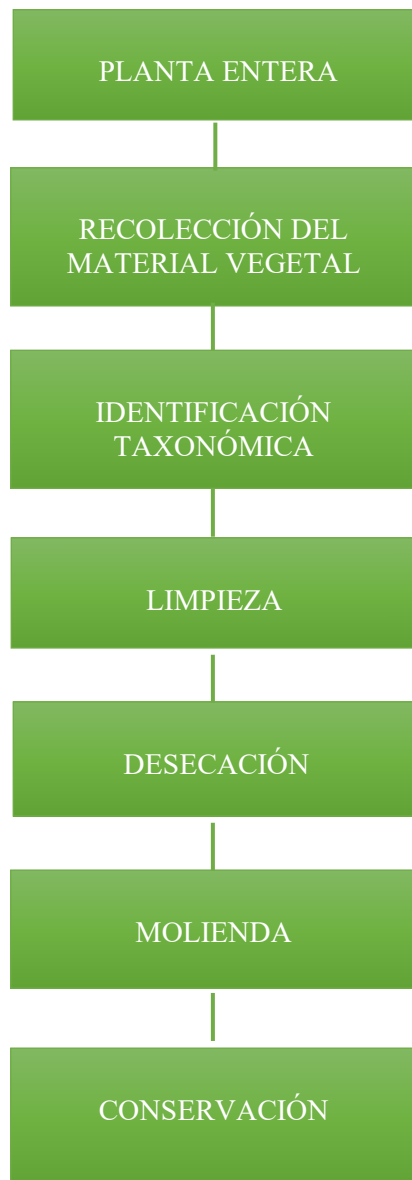 PLANTA ENTERA
RECOLECCIÓN DEL
MATERIAL VEGETAL
IDENTIFICACIÓN
TAXONÓMICA
LIMPIEZA
DESECACIÓN
MOLIENDA
CONSERVACIÓN